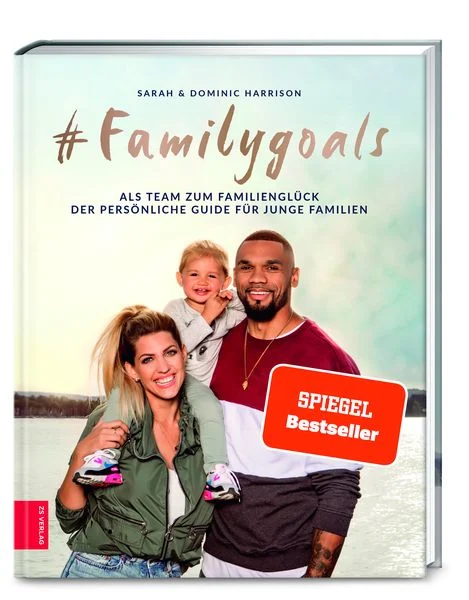 SARAH & DOMINIC HARRISON
#Familygoals
ALS TEAM ZUM FAMILIENGLÜCK
DER PERSÖNLICHE GUIDE FÜR JUNGE FAMILIEN
SPIEGEL
Bestseller
ZS VERLAG